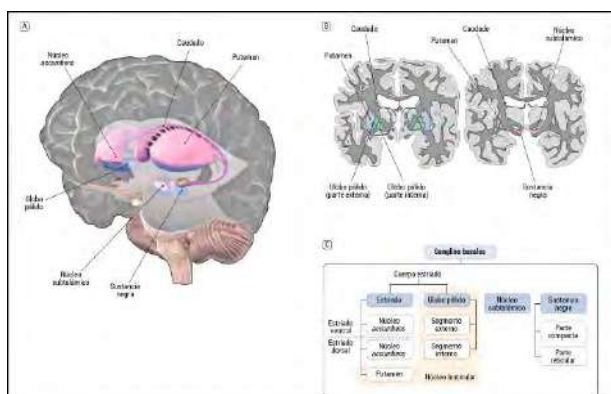 A
Núcleo
accumbens
Caudado
Putamen
Globo
pálido
Núcleo
subtalámico
Sustancia
negra
B
Caudado
Putamen
Caudado
Núcleo
subtalámico
Putamen
Globo pálido
(parte externa)
Globo pálido
(parte interna)
Sustancia
negra
C
Ganglios basales
Cuerpo estriado
Estriado
Globo pálido
Núcleo
subtalámico
Sustancia
negra
Estriado
ventral
Núcleo
accumbens
Segmento
externo
Parte
compacta
Estriado
dorsal
Núcleo
accumbens
Segmento
interno
Parte
reticular
Putamen
Núcleo lenticular